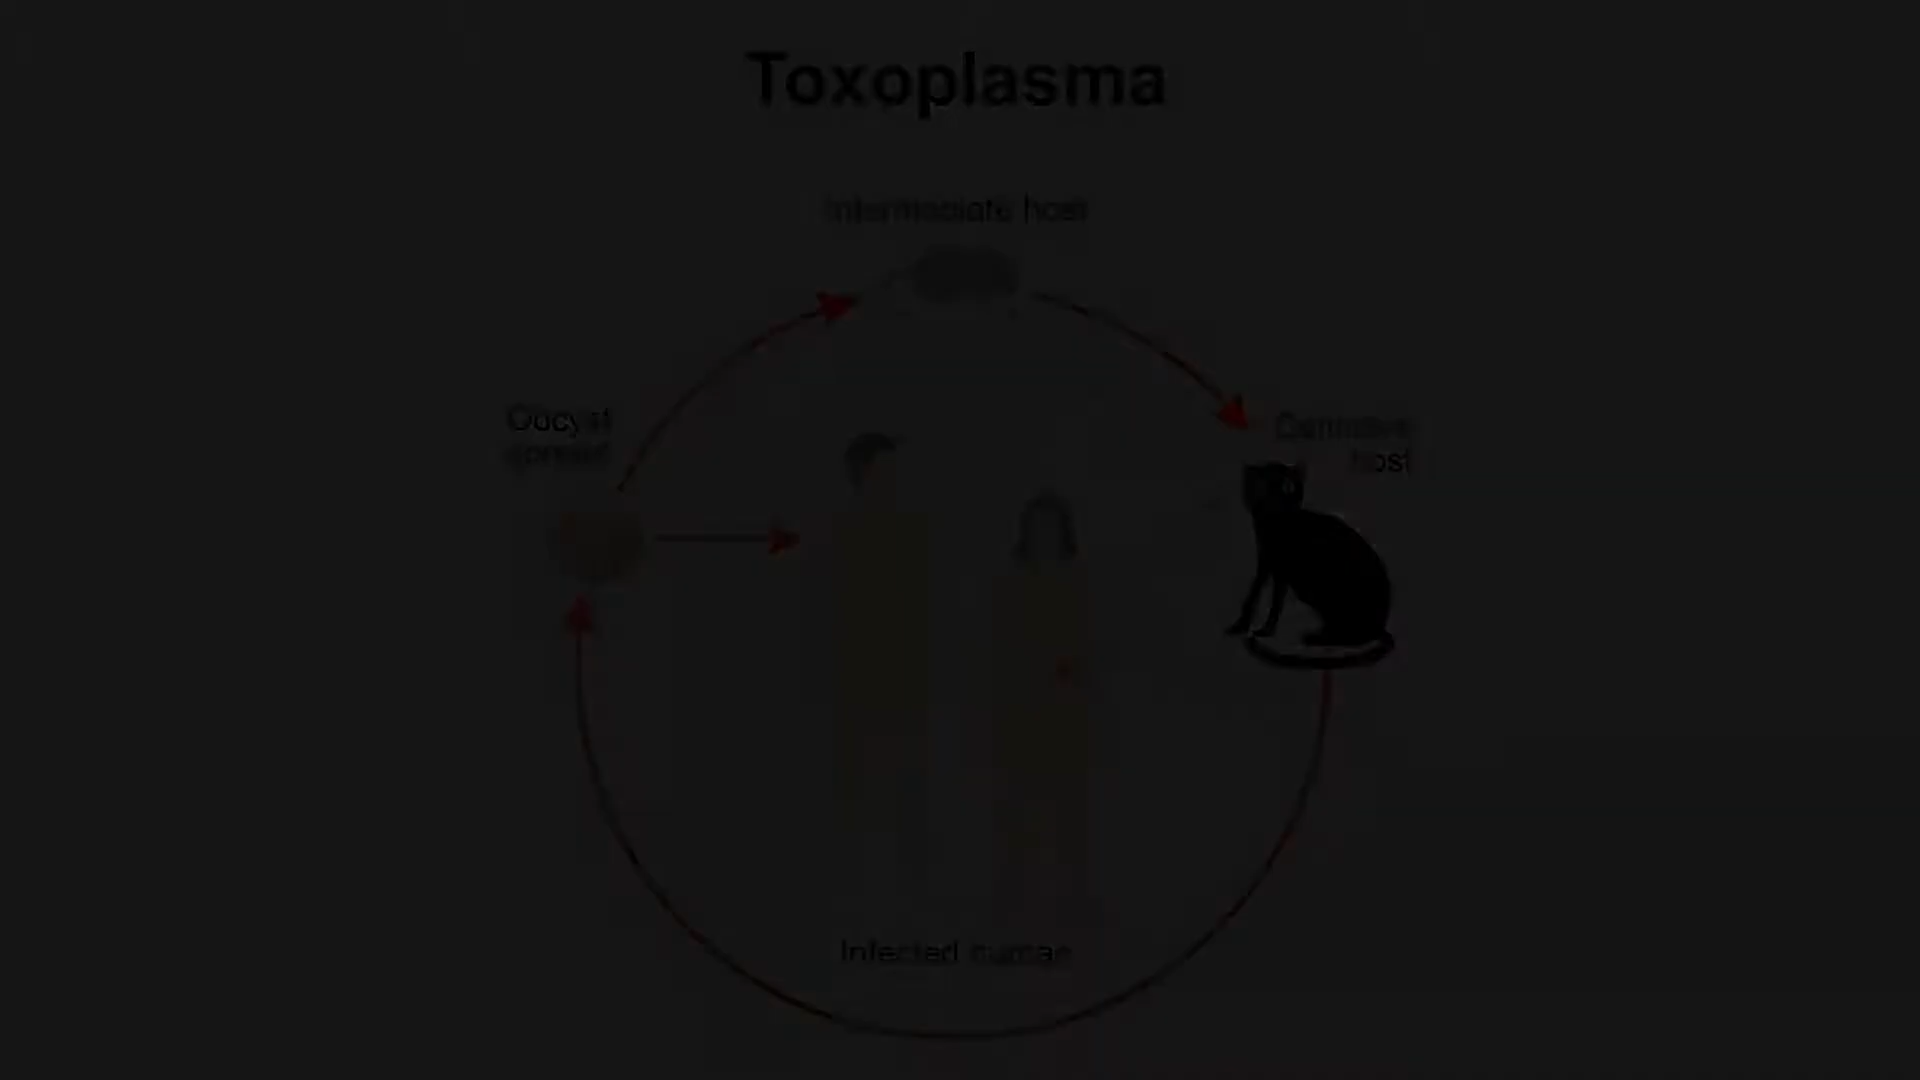 Toxoplasma
Intermediate host
Oocyst
spread
Definitive
host
Infected human